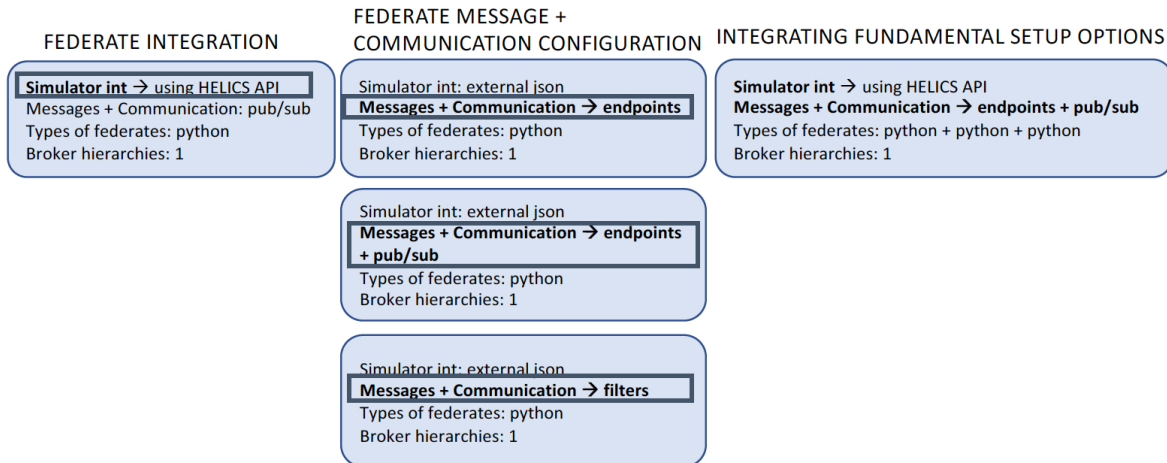 FEDERATE INTEGRATION
Simulator int → using HELICS API
Messages + Communication: pub/sub
Types of federates: python
Broker hierarchies: 1
FEDERATE MESSAGE +
COMMUNICATION CONFIGURATION
Simulator int: external json
Messages + Communication → endpoints
Types of federates: python
Broker hierarchies: 1
Simulator int: external json
Messages + Communication → endpoints
+ pub/sub
Types of federates: python
Broker hierarchies: 1
Simulator int: external json
Messages + Communication → filters
Types of federates: python
Broker hierarchies: 1
INTEGRATING FUNDAMENTAL SETUP OPTIONS
Simulator int → using HELICS API
Messages + Communication → endpoints + pub/sub
Types of federates: python + python + python
Broker hierarchies: 1